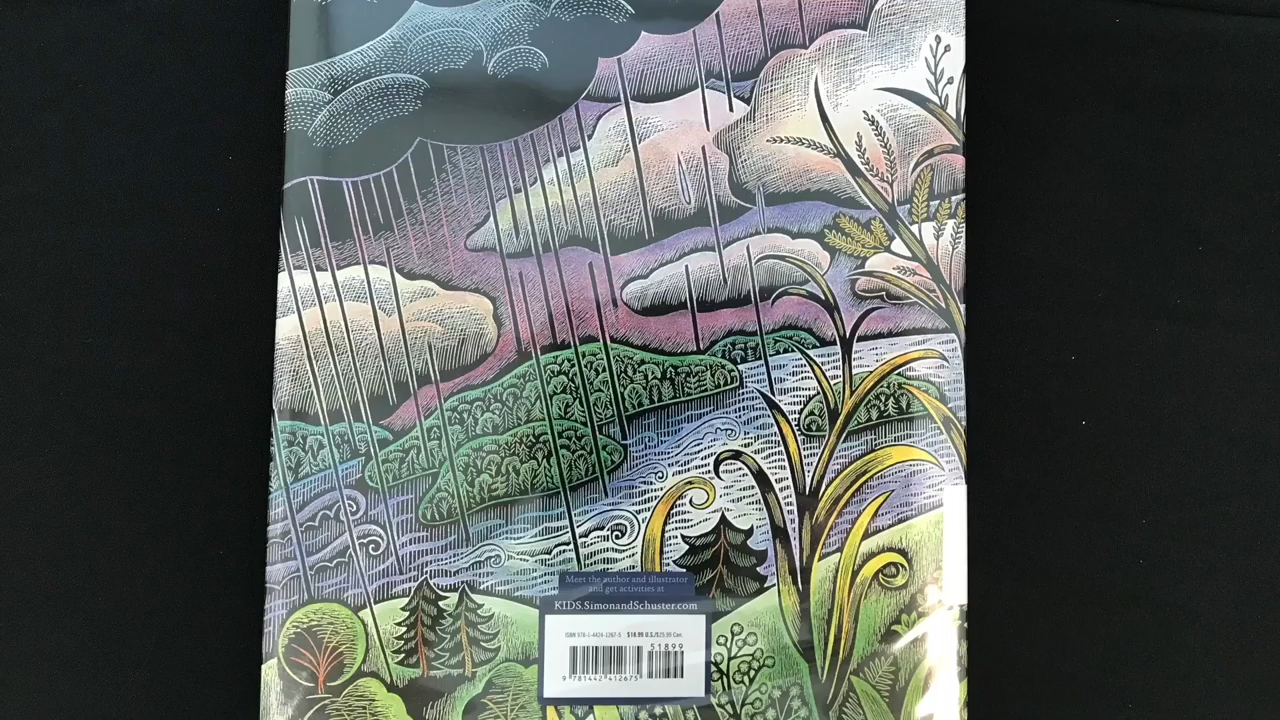 Meet the author and illustrator
and get activities at
KIDS.SimonandSchuster.com
ISBN 978-1-4424-1267-5 $18.99 U.S./$25.99 Can.
51899
9 781442 412675